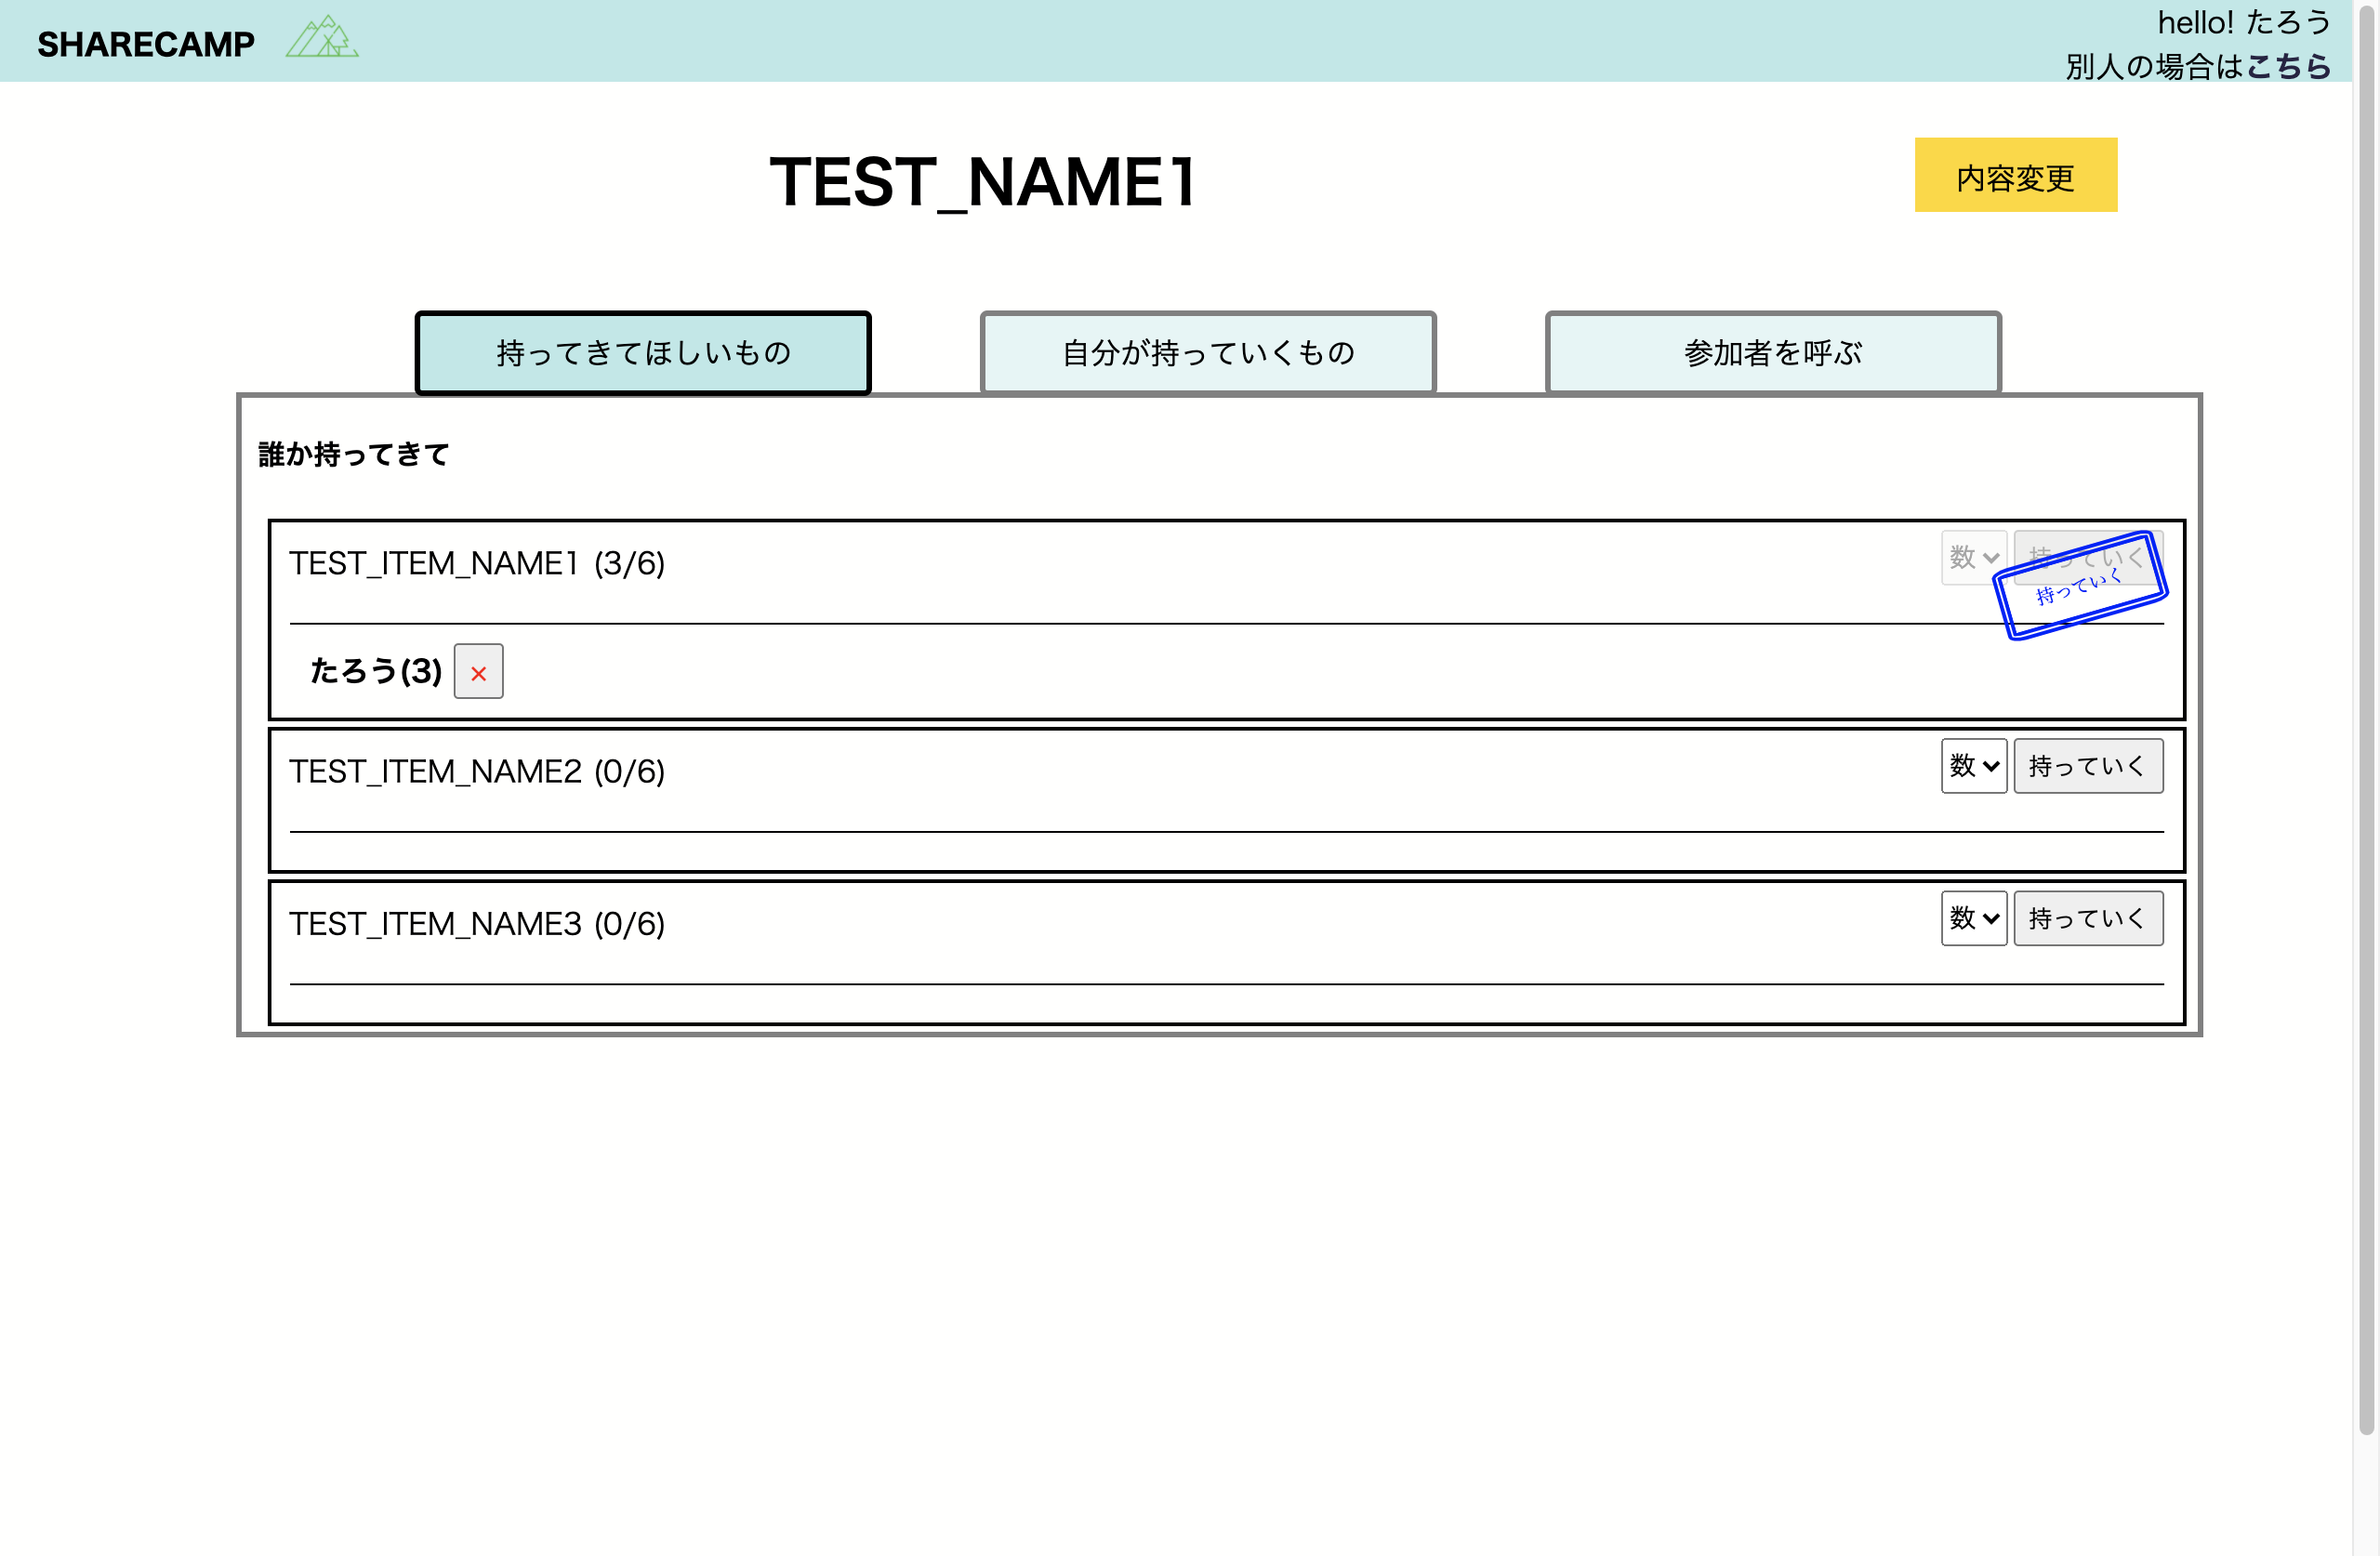 SHARECAMP
hello! たろう
別人の場合はこちら
TEST_NAME1
内容変更
持ってきてほしいもの
自分が持っていくもの
参加者を呼ぶ
誰か持ってきて
TEST_ITEM_NAME1 (3/6)
数 持っていく
持っていく
たろう(3) ×
TEST_ITEM_NAME2 (0/6)
数 持っていく
TEST_ITEM_NAME3 (0/6)
数 持っていく